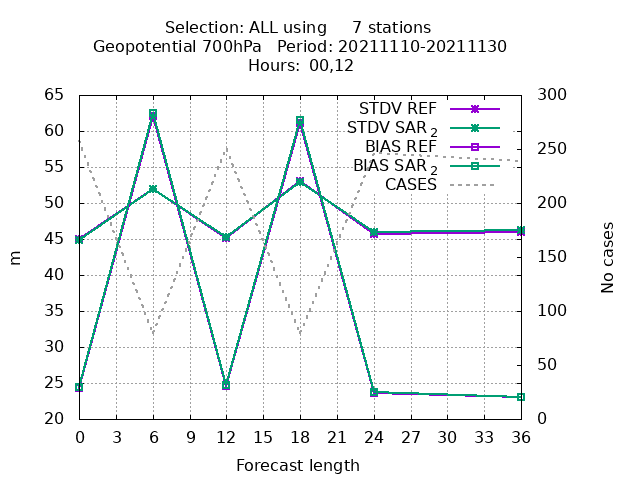 Selection: ALL using     7 stations
Geopotential 700hPa   Period: 20211110-20211130
Hours: 00,12
STDV REF
STDV SAR 2
BIAS REF
BIAS SAR 2
CASES
65
60
55
50
45
40
35
30
25
20
300
250
200
150
100
50
0
m
No cases
0 3 6 9 12 15 18 21 24 27 30 33 36
Forecast length